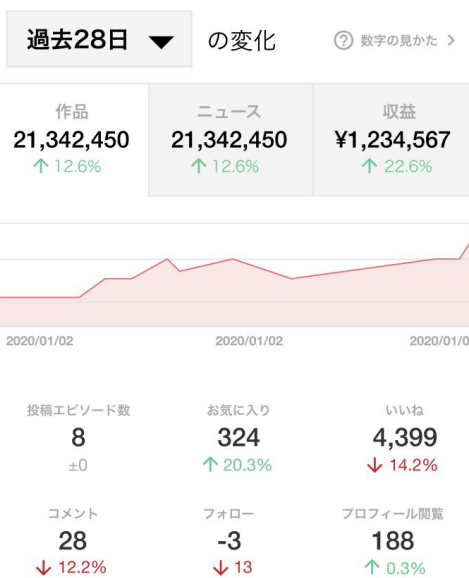 過去28日 ▼ の変化 ? 数字の見かた >
作品 ニュース 収益
21,342,450 21,342,450 ¥1,234,567
↑ 12.6% ↑ 12.6% ↑ 22.6%
2020/01/02 2020/01/02 2020/01/0
投稿エピソード数 お気に入り いいね
8 324 4,399
±0 ↑ 20.3% ↓ 14.2%
コメント フォロー プロフィール閲覧
28 -3 188
↓ 12.2% ↓ 13 ↑ 0.3%